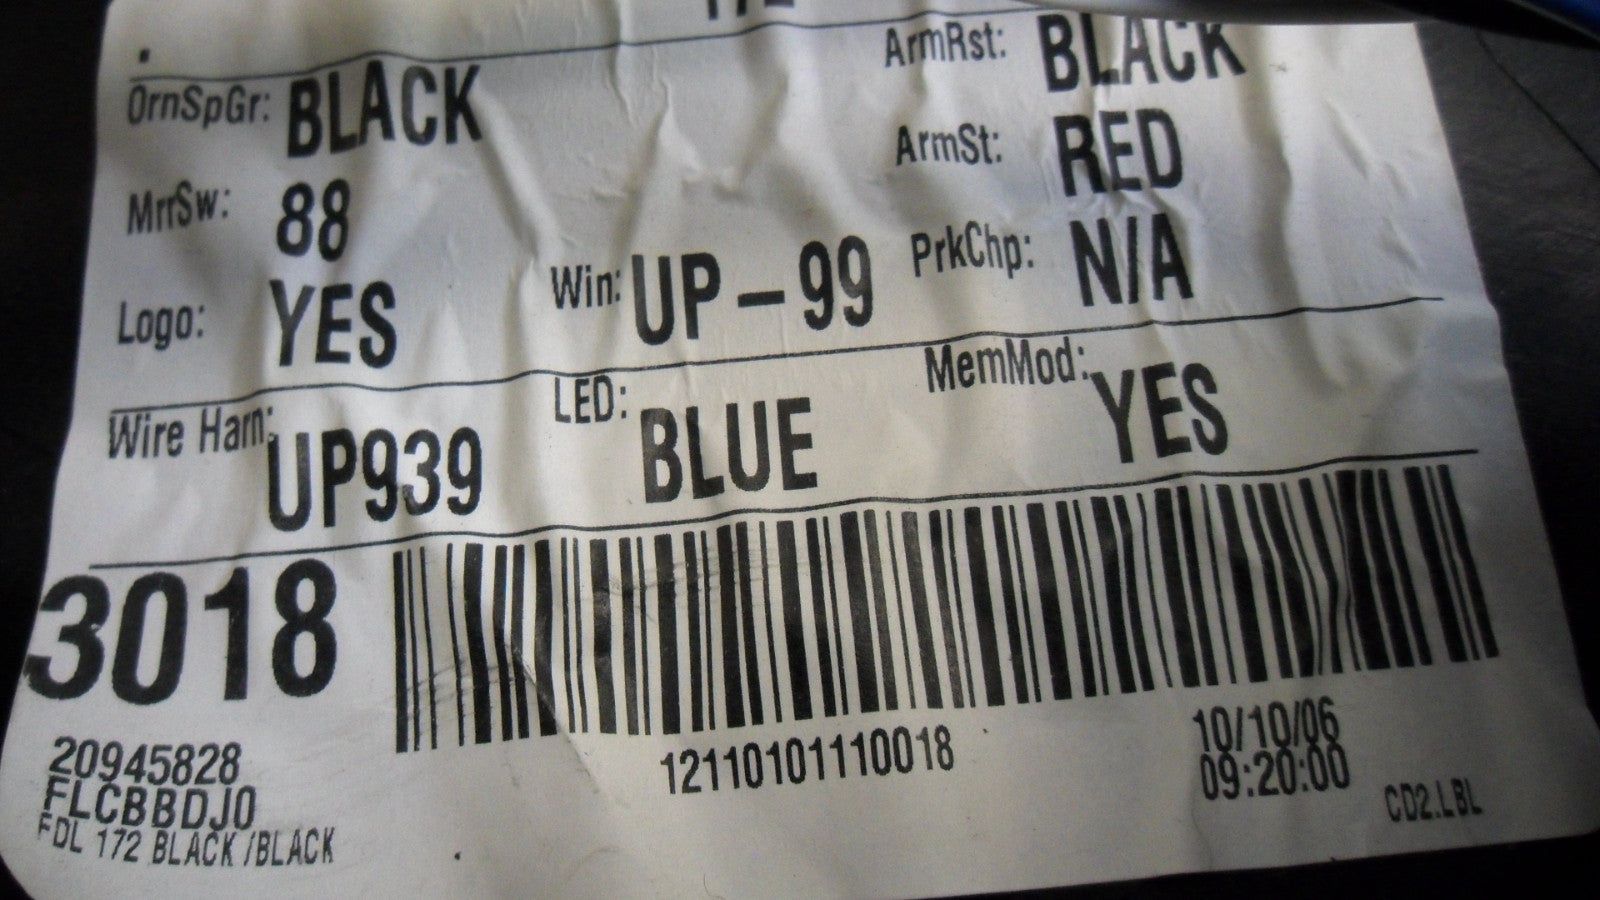 172
ArmRst: BLACK
OrnSpGr: BLACK
ArmSt: RED
MrrSw: 88
PrkChp: N/A
Logo: YES Win: UP-99
MemMod: YES
Wire Harn: UP939 LED: BLUE
3018
12110101110018
10/10/06
09:20:00
20945828
FLCBBDJ0
FDL 172 BLACK /BLACK
CD2.LBL